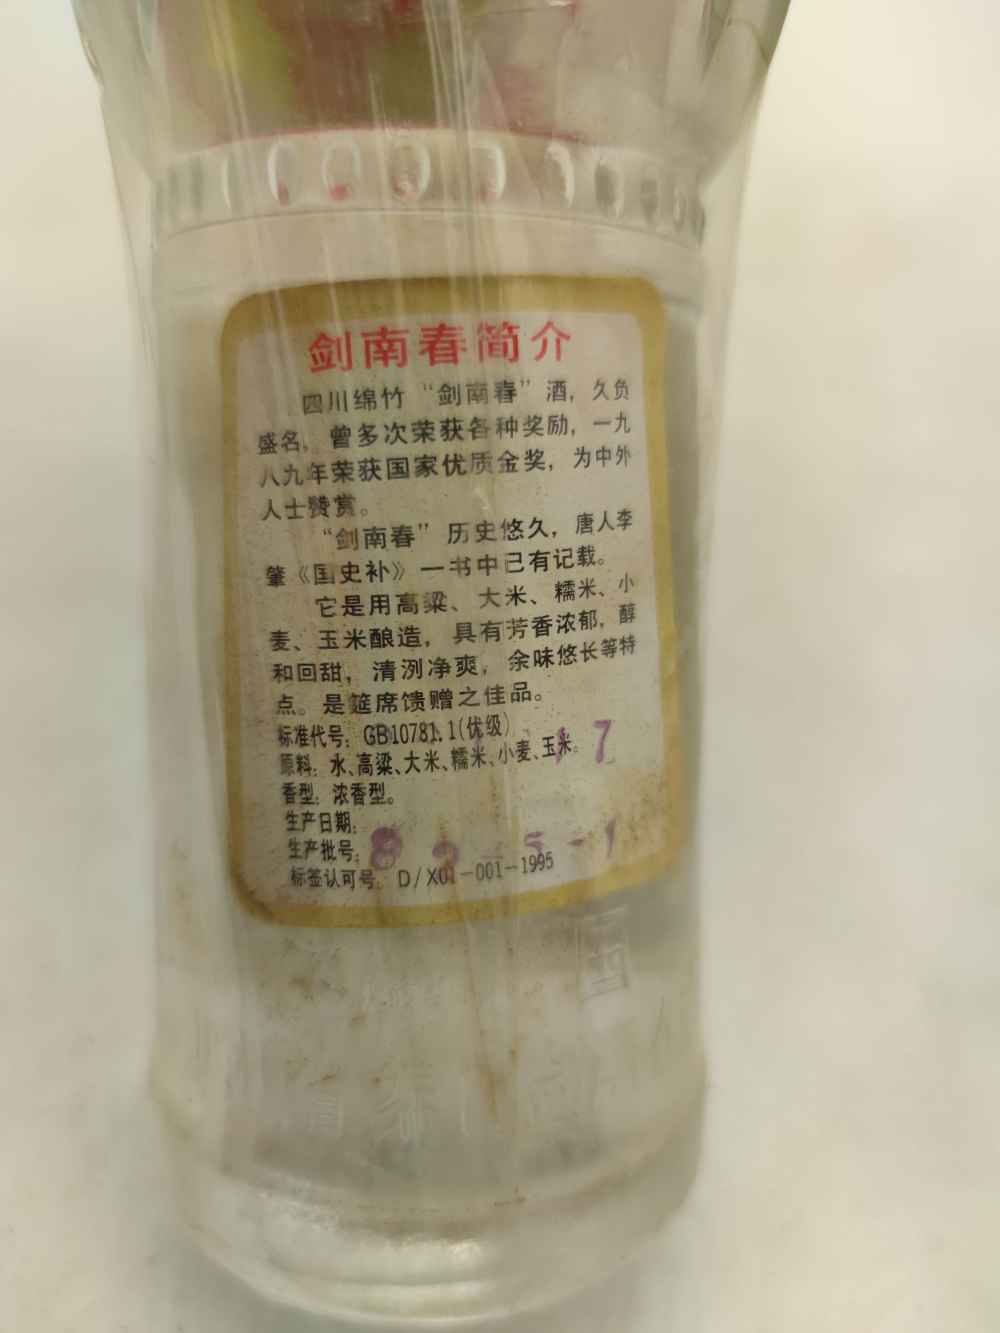 剑南春简介
四川绵竹“剑南春”酒，久负
盛名，曾多次荣获各种奖励，一九
八九年荣获国家优质金奖，为中外
人士赞赏。
“剑南春”历史悠久，唐人李
肇《国史补》一书中已有记载。
它是用高粱、大米、糯米、小
麦、玉米酿造，具有芳香浓郁，醇
和回甜，清洌净爽，余味悠长等特
点。是筵席馈赠之佳品。
标准代号：GB10781.1(优级)
原料：水、高粱、大米、糯米、小麦、玉米。
香型：浓香型。
生产日期：
生产批号：
标签认可号：D/X01-001-1995